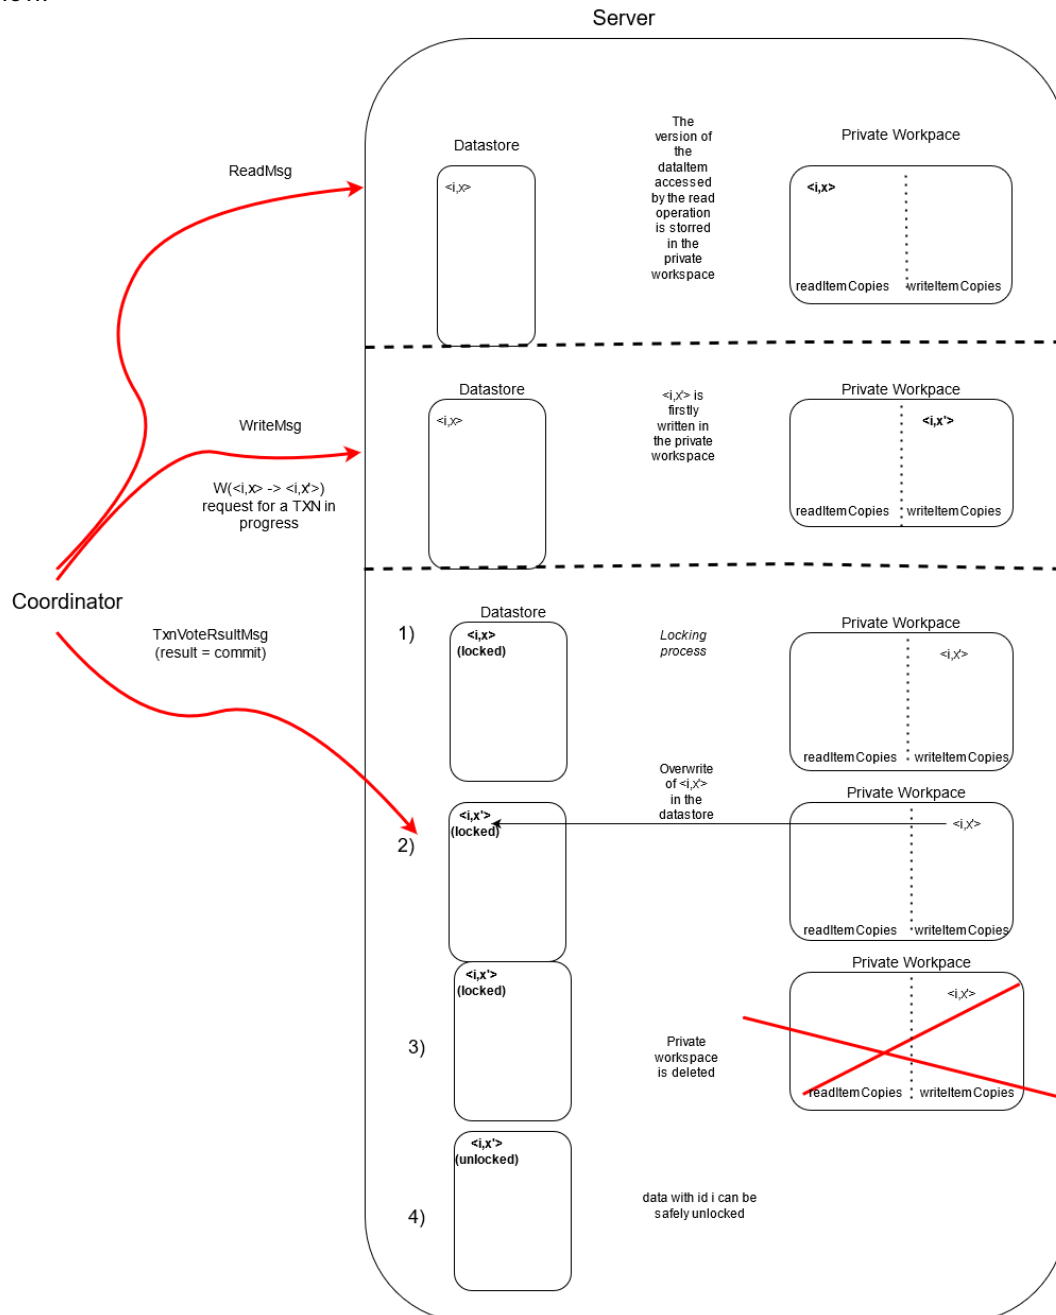 Server
ReadMsg
Datastore
<i,x>
The
version of
the
dataItem
accessed
by the read
operation
is storred
in the
private
workspace
Private Workpace
<i,x>
readItemCopies
writeItemCopies
WriteMsg
W(<i,x> -> <i,x'>)
request for a TXN in
progress
Datastore
<i,x>
<i,x'> is
firstly
written in
the private
workspace
Private Workpace
<i,x'>
readItemCopies
writeItemCopies
Coordinator
TxnVoteRsultMsg
(result = commit)
1)
Datastore
<i,x>
(locked)
Locking
process
Private Workpace
<i,x'>
readItemCopies
writeItemCopies
2)
<i,x'>
(locked)
Overwrite
of <i,x'>
in the
datastore
Private Workpace
<i,x'>
readItemCopies
writeItemCopies
3)
<i,x'>
(locked)
Private
workspace
is deleted
Private Workpace
<i,x'>
readItemCopies
writeItemCopies
4)
<i,x'>
(unlocked)
data with id i can be
safely unlocked